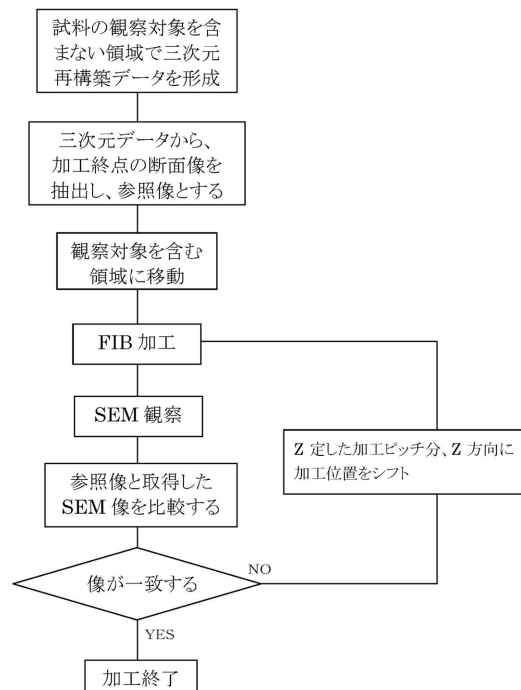 試料の観察対象を含
まない領域で三次元
再構築データを形成
三次元データから、
加工終点の断面像を
抽出し、参照像とする
観察対象を含む
領域に移動
FIB 加工
SEM 観察
Z 定した加工ピッチ分、Z 方向に
加工位置をシフト
参照像と取得した
SEM 像を比較する
像が一致する
NO
YES
加工終了